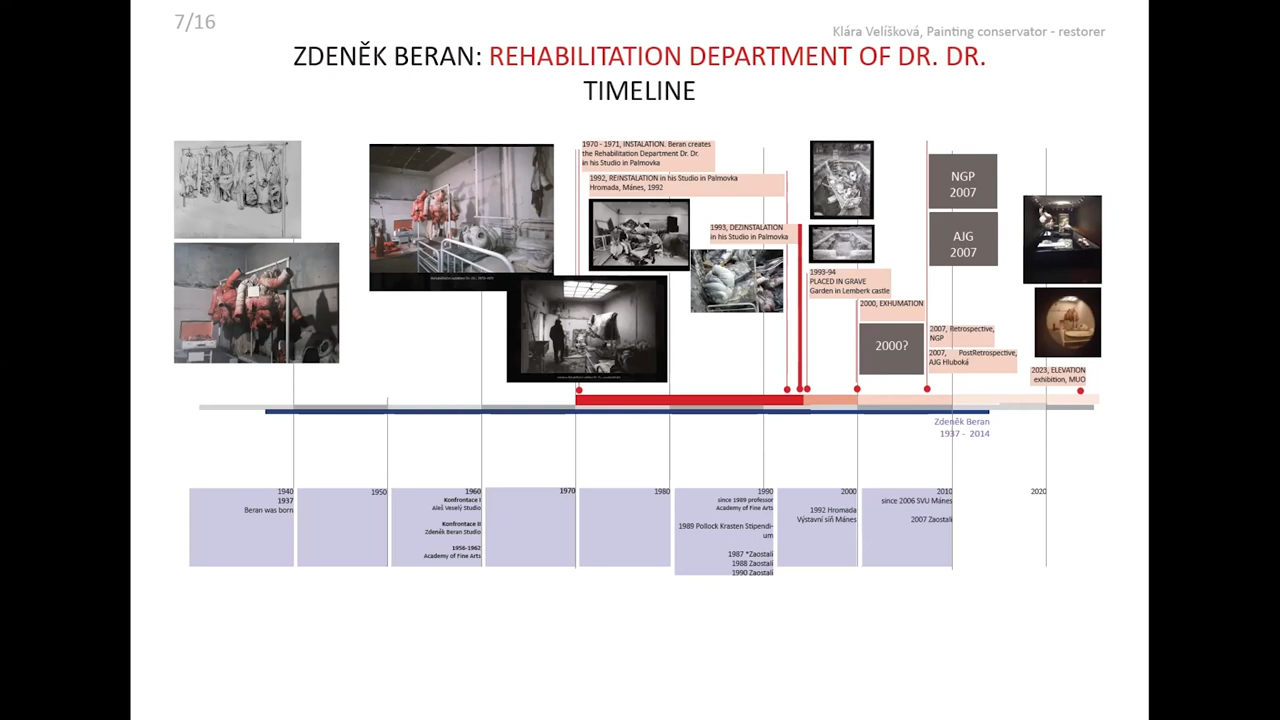 7/16
Klára Velíšková, Painting conservator - restorer
ZDENĚK BERAN: REHABILITATION DEPARTMENT OF DR. DR.
TIMELINE
1970 - 1971, INSTALATION. Beran creates
the Rehabilitation Department Dr. Dr.
in his Studio in Palmovka
1992, REINSTALATION in his Studio in Palmovka
Hromada, Mánes, 1992
1993, DEZINSTALATION
in his Studio in Palmovka
1993-94
PLACED IN GRAVE
Garden in Lemberk castle
2000, EXHUMATION
2000?
NGP
2007
AJG
2007
2007, Retrospective,
NGP
2007, PostRetrospective,
AJG Hluboká
2023, ELEVATION
exhibition, MUO
Zdeněk Beran
1937 - 2014
1940
1937
Beran was born
1950
1960
Konfrontace I
Aleš Veselý Studio
Konfrontace II
Zdeněk Beran Studio
1956-1962
Academy of Fine Arts
1970
1980
1990
since 1989 professor
Academy of Fine Arts
1989 Pollock Krasten Stipendi-
um
1987 *Zaostalí
1988 Zaostalí
1990 Zaostalí
2000
1992 Hromada
Výstavní síň Mánes
2010
since 2006 SVU Mánes
2007 Zaostalí
2020